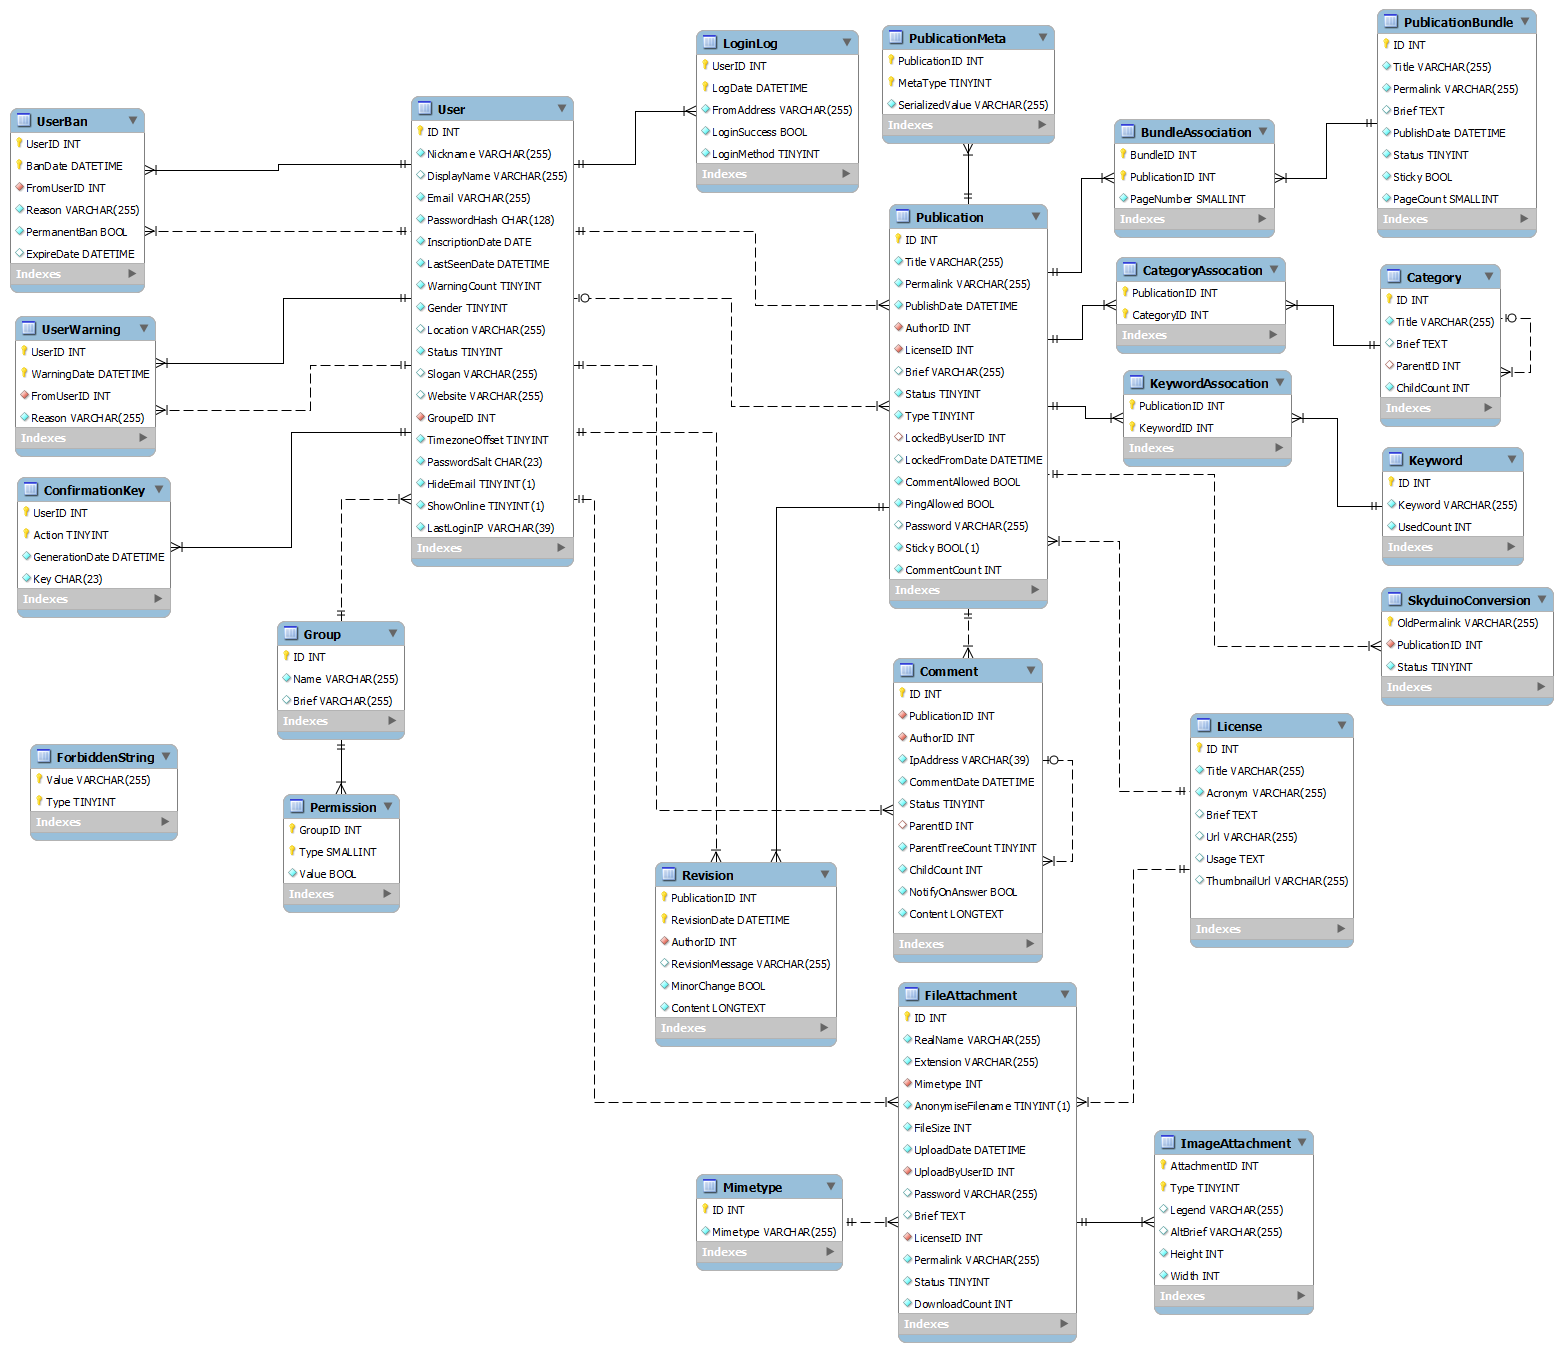 UserBan
UserID INT
BanDate DATETIME
FromUserID INT
Reason VARCHAR(255)
PermanentBan BOOL
ExpireDate DATETIME
Indexes
UserWarning
UserID INT
WarningDate DATETIME
FromUserID INT
Reason VARCHAR(255)
Indexes
ConfirmationKey
UserID INT
Action TINYINT
GenerationDate DATETIME
Key CHAR(23)
Indexes
ForbiddenString
Value VARCHAR(255)
Type TINYINT
Indexes
Group
ID INT
Name VARCHAR(255)
Brief VARCHAR(255)
Indexes
Permission
GroupID INT
Type SMALLINT
Value BOOL
Indexes
User
ID INT
Nickname VARCHAR(255)
DisplayName VARCHAR(255)
Email VARCHAR(255)
PasswordHash CHAR(128)
InscriptionDate DATE
LastSeenDate DATETIME
WarningCount TINYINT
Gender TINYINT
Location VARCHAR(255)
Status TINYINT
Slogan VARCHAR(255)
Website VARCHAR(255)
GroupeID INT
TimezoneOffset TINYINT
PasswordSalt CHAR(23)
HideEmail TINYINT(1)
ShowOnline TINYINT(1)
LastLoginIP VARCHAR(39)
Indexes
LoginLog
UserID INT
LogDate DATETIME
FromAddress VARCHAR(255)
LoginSuccess BOOL
LoginMethod TINYINT
Indexes
Revision
PublicationID INT
RevisionDate DATETIME
AuthorID INT
RevisionMessage VARCHAR(255)
MinorChange BOOL
Content LONGTEXT
Indexes
Mimetype
ID INT
Mimetype VARCHAR(255)
Indexes
PublicationMeta
PublicationID INT
MetaType TINYINT
SerializedValue VARCHAR(255)
Indexes
Publication
ID INT
Title VARCHAR(255)
Permalink VARCHAR(255)
PublishDate DATETIME
AuthorID INT
LicenseID INT
Brief VARCHAR(255)
Status TINYINT
Type TINYINT
LockedByUserID INT
LockedFromDate DATETIME
CommentAllowed BOOL
PingAllowed BOOL
Password VARCHAR(255)
Sticky BOOL(1)
CommentCount INT
Indexes
Comment
ID INT
PublicationID INT
AuthorID INT
IpAddress VARCHAR(39)
CommentDate DATETIME
Status TINYINT
ParentID INT
ParentTreeCount TINYINT
ChildCount INT
NotifyOnAnswer BOOL
Content LONGTEXT
Indexes
FileAttachment
ID INT
RealName VARCHAR(255)
Extension VARCHAR(255)
Mimetype INT
AnonymiseFilename TINYINT(1)
FileSize INT
UploadDate DATETIME
UploadByUserID INT
Password VARCHAR(255)
Brief TEXT
LicenseID INT
Permalink VARCHAR(255)
Status TINYINT
DownloadCount INT
Indexes
BundleAssociation
BundleID INT
PublicationID INT
PageNumber SMALLINT
Indexes
CategoryAssocation
PublicationID INT
CategoryID INT
Indexes
KeywordAssocation
PublicationID INT
KeywordID INT
Indexes
PublicationBundle
ID INT
Title VARCHAR(255)
Permalink VARCHAR(255)
Brief TEXT
PublishDate DATETIME
Status TINYINT
Sticky BOOL
PageCount SMALLINT
Indexes
Category
ID INT
Title VARCHAR(255)
Brief TEXT
ParentID INT
ChildCount INT
Indexes
Keyword
ID INT
Keyword VARCHAR(255)
UsedCount INT
Indexes
SkyduinoConversion
OldPermalink VARCHAR(255)
PublicationID INT
Status TINYINT
Indexes
License
ID INT
Title VARCHAR(255)
Acronym VARCHAR(255)
Brief TEXT
Url VARCHAR(255)
Usage TEXT
ThumbnailUrl VARCHAR(255)
Indexes
ImageAttachment
AttachmentID INT
Type TINYINT
Legend VARCHAR(255)
AltBrief VARCHAR(255)
Height INT
Width INT
Indexes